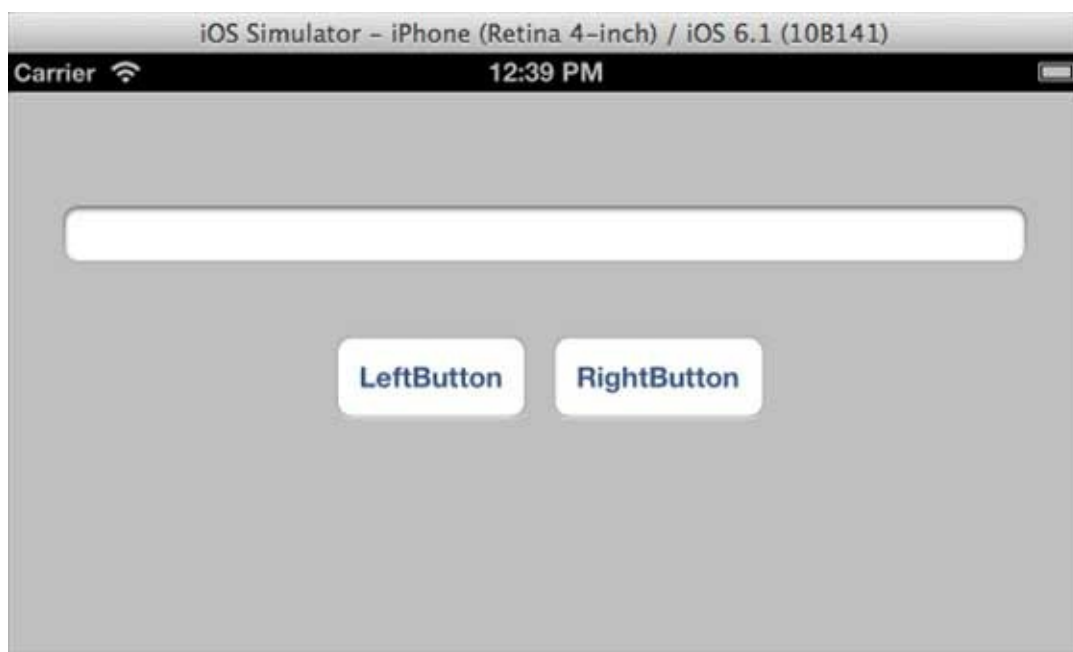 iOS Simulator – iPhone (Retina 4-inch) / iOS 6.1 (10B141)
Carrier 12:39 PM
LeftButton RightButton